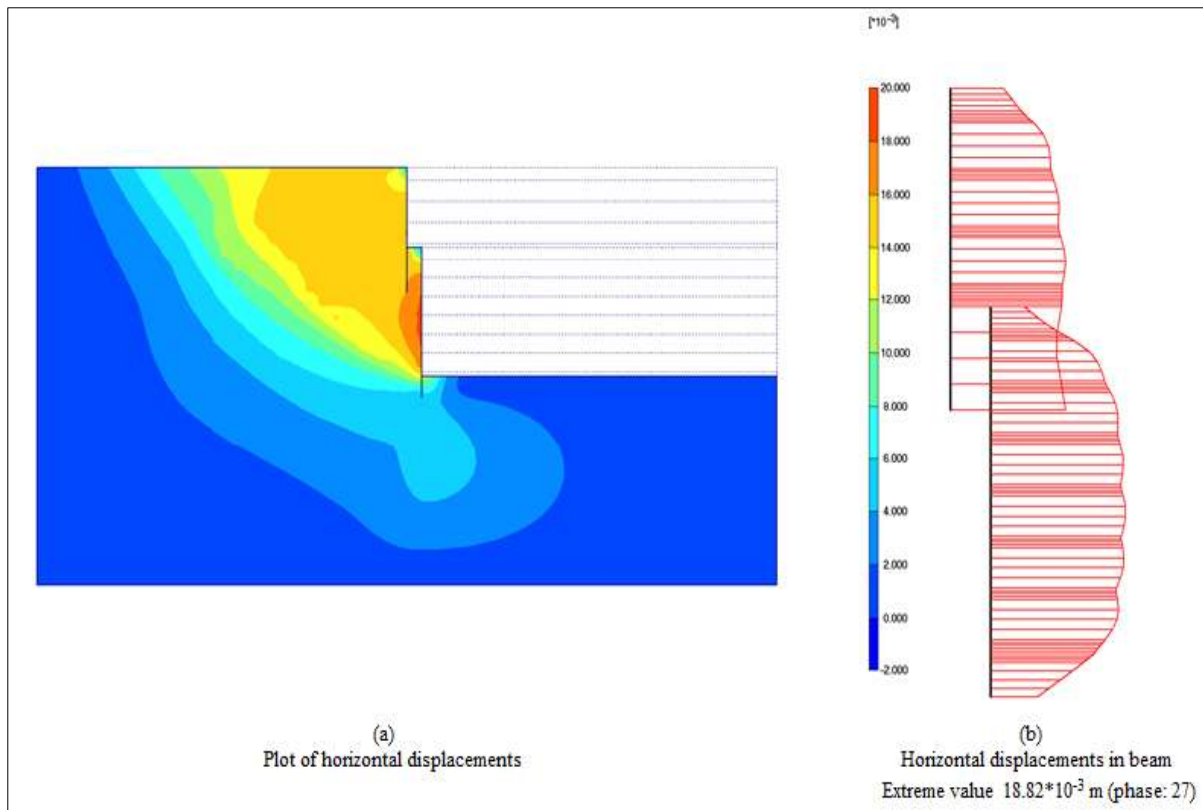 [*10⁻³]
20.000
18.000
16.000
14.000
12.000
10.000
8.000
6.000
4.000
2.000
0.000
-2.000
(a)
Plot of horizontal displacements
(b)
Horizontal displacements in beam
Extreme value 18.82*10⁻³ m (phase: 27)